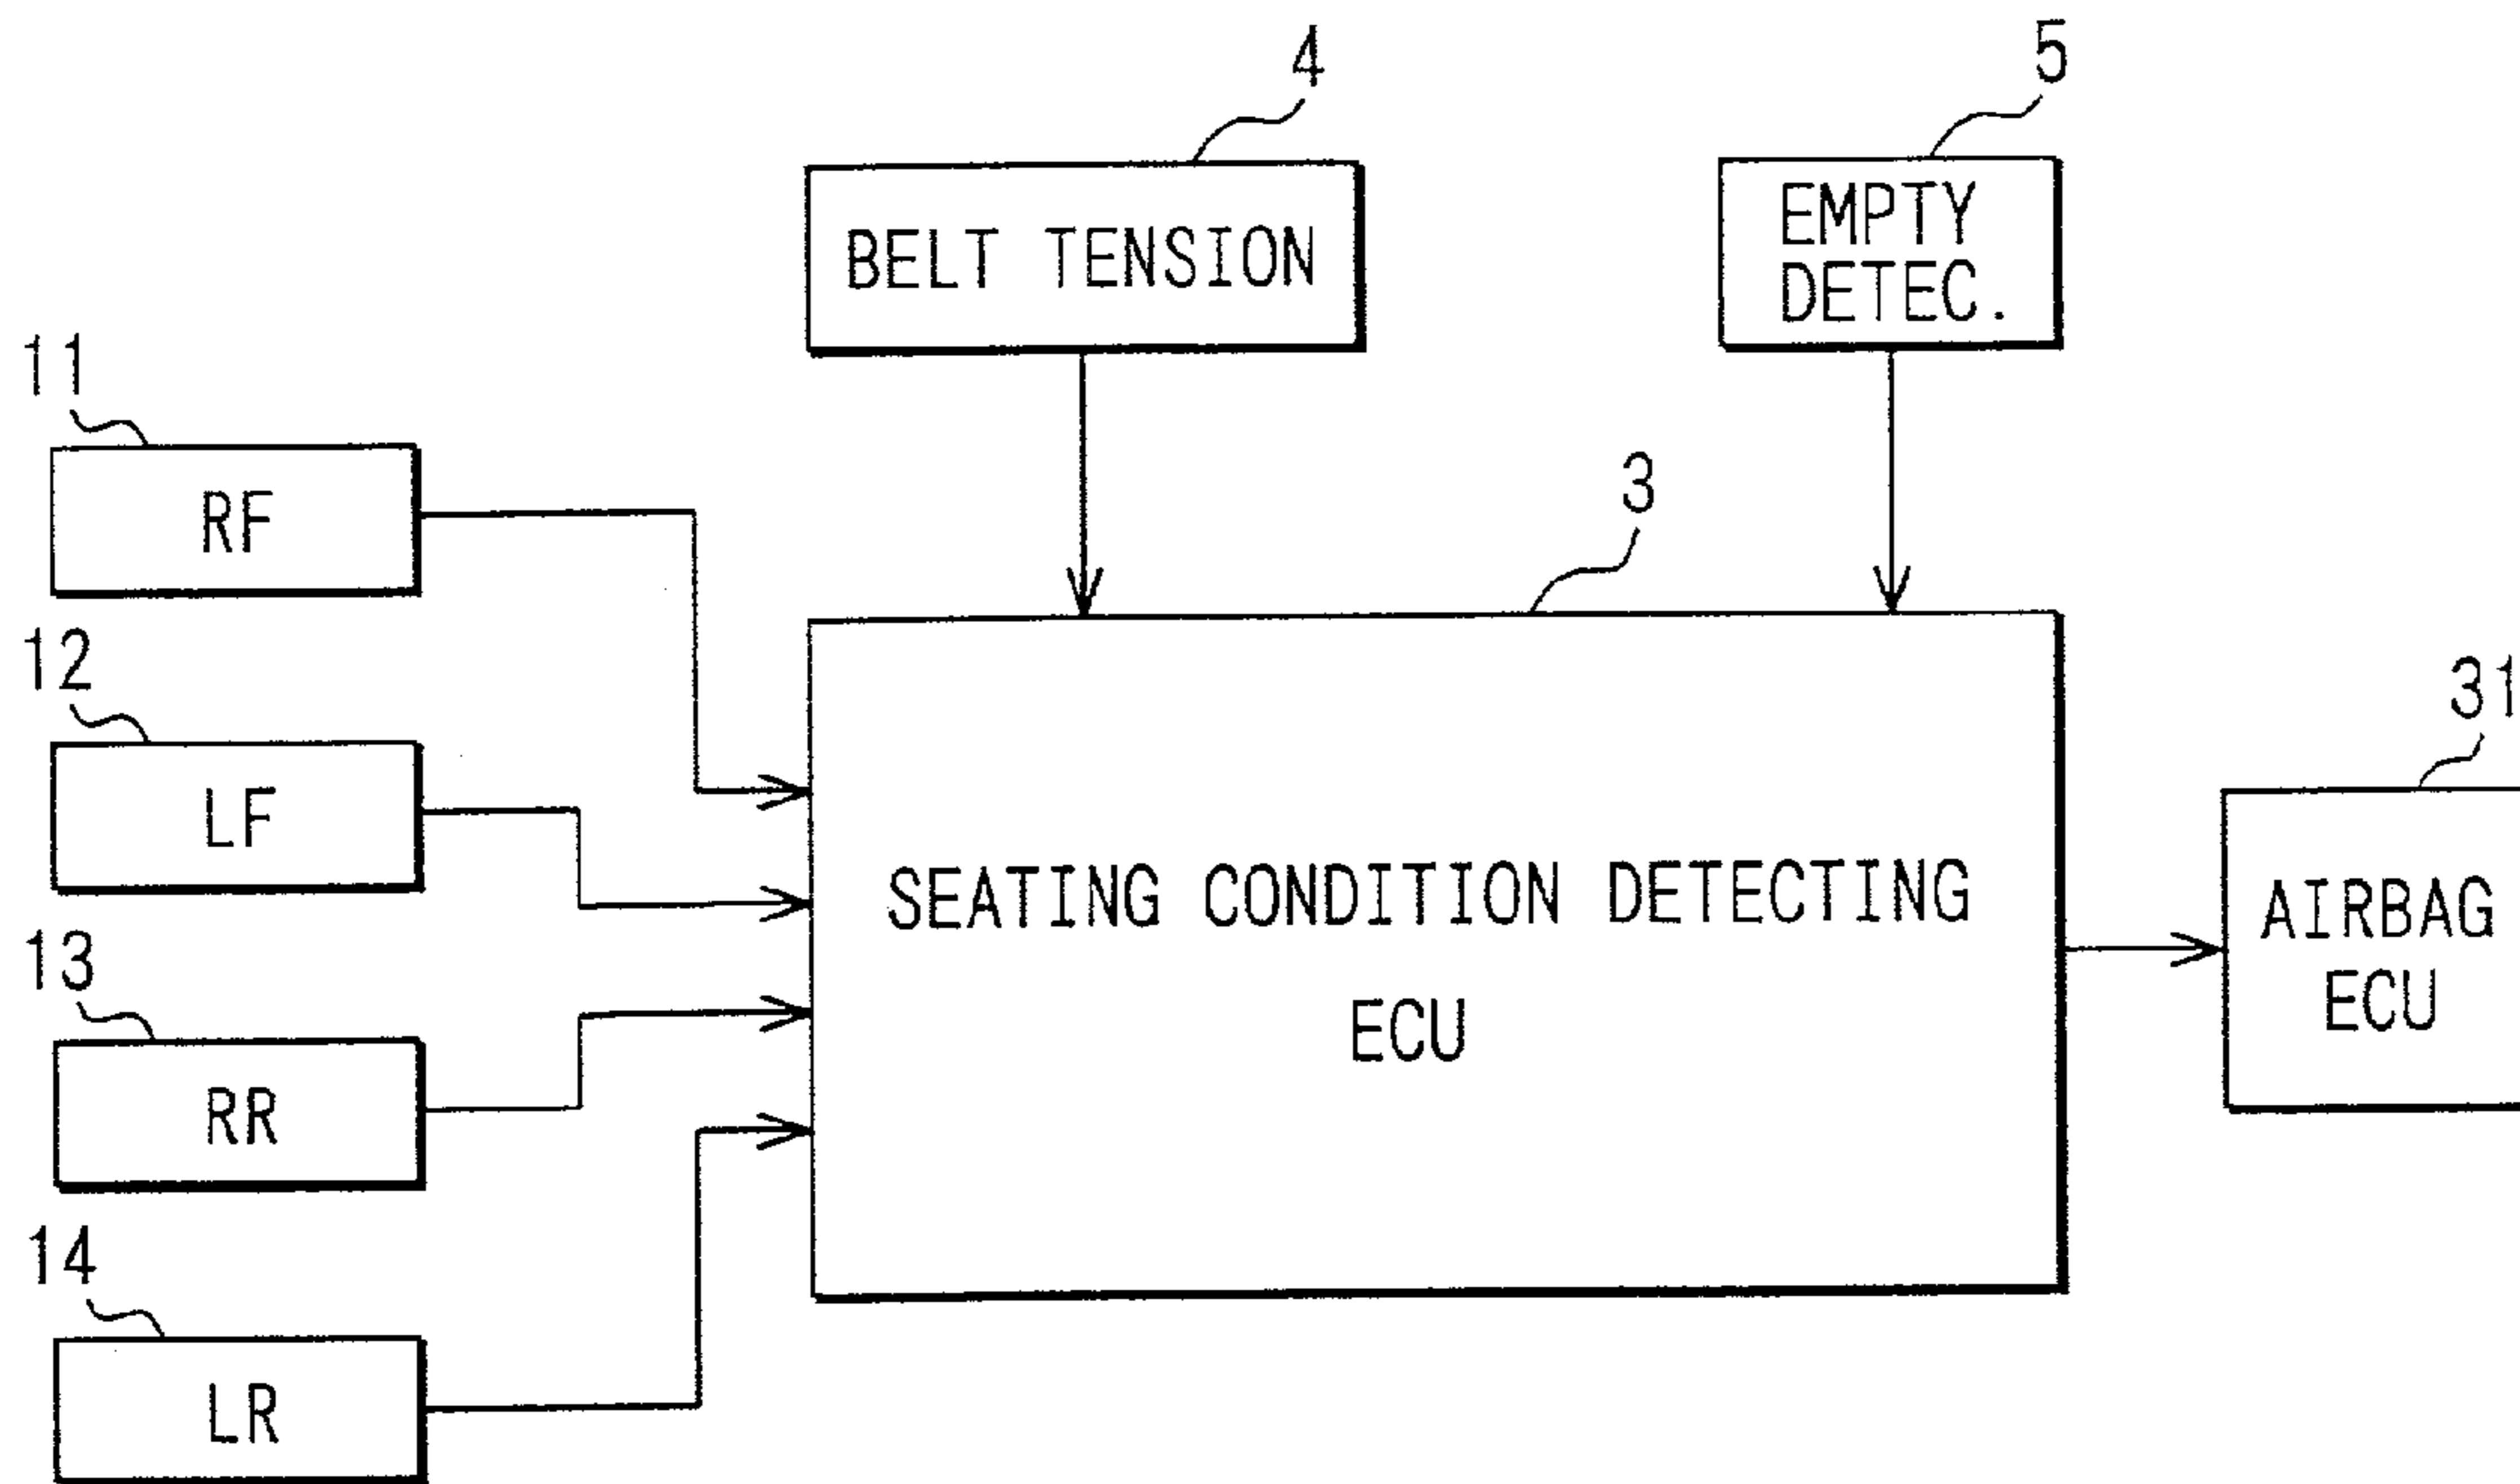 4
5
BELT TENSION
EMPTY
DETEC.
11
RF
3
12
LF
31
SEATING CONDITION DETECTING
ECU
AIRBAG
ECU
13
RR
14
LR